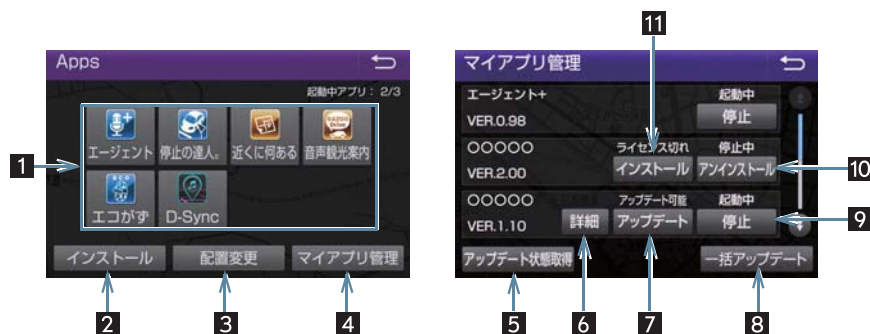 11
Apps
起動中アプリ：2/3
エージェント
停止の達人。
近くに何ある
音声観光案内
1
エコがず
D-Sync
インストール
配置変更
マイアプリ管理
2
3
4
マイアプリ管理
エージェント+
起動中
VER.0.98
停止
○○○○○
ライセンス切れ
停止中
VER.2.00
インストール
アンインストール
10
○○○○○
アップデート可能
起動中
VER.1.10
詳細
アップデート
停止
9
アップデート状態取得
一括アップデート
5
6
7
8